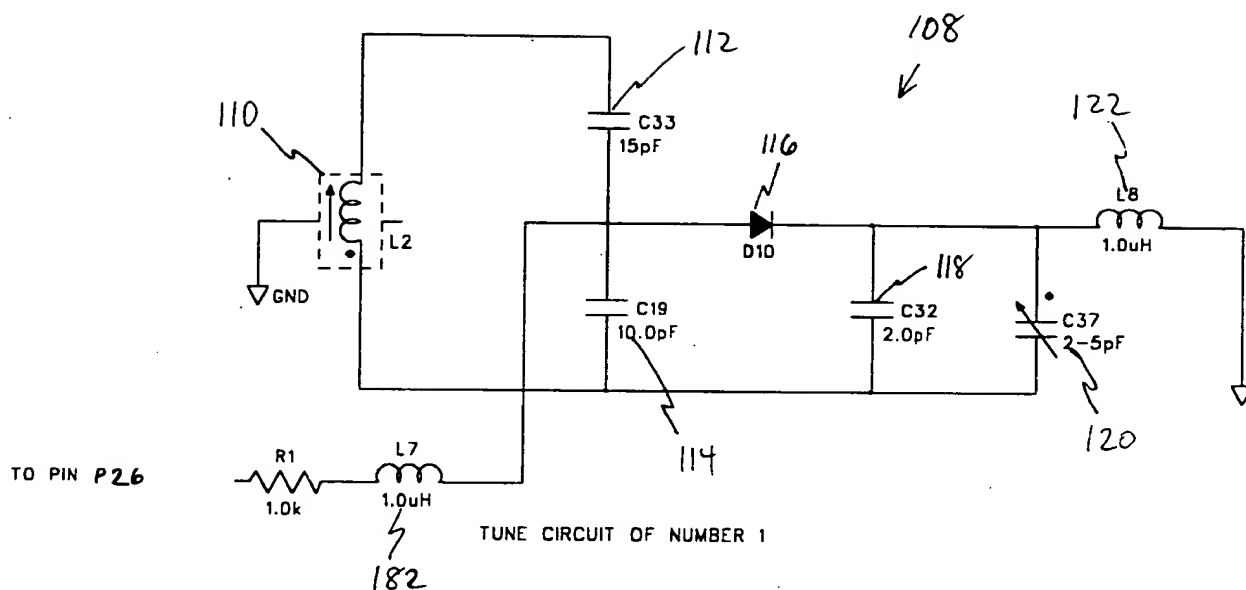 108
112
122
110
C33
15pF
116
L8
1.0uH
L2
D10
118
GND
C19
10.0pF
C32
2.0pF
C37
2-5pF
114
120
TO PIN P26
R1
1.0k
L7
1.0uH
TUNE CIRCUIT OF NUMBER 1
182